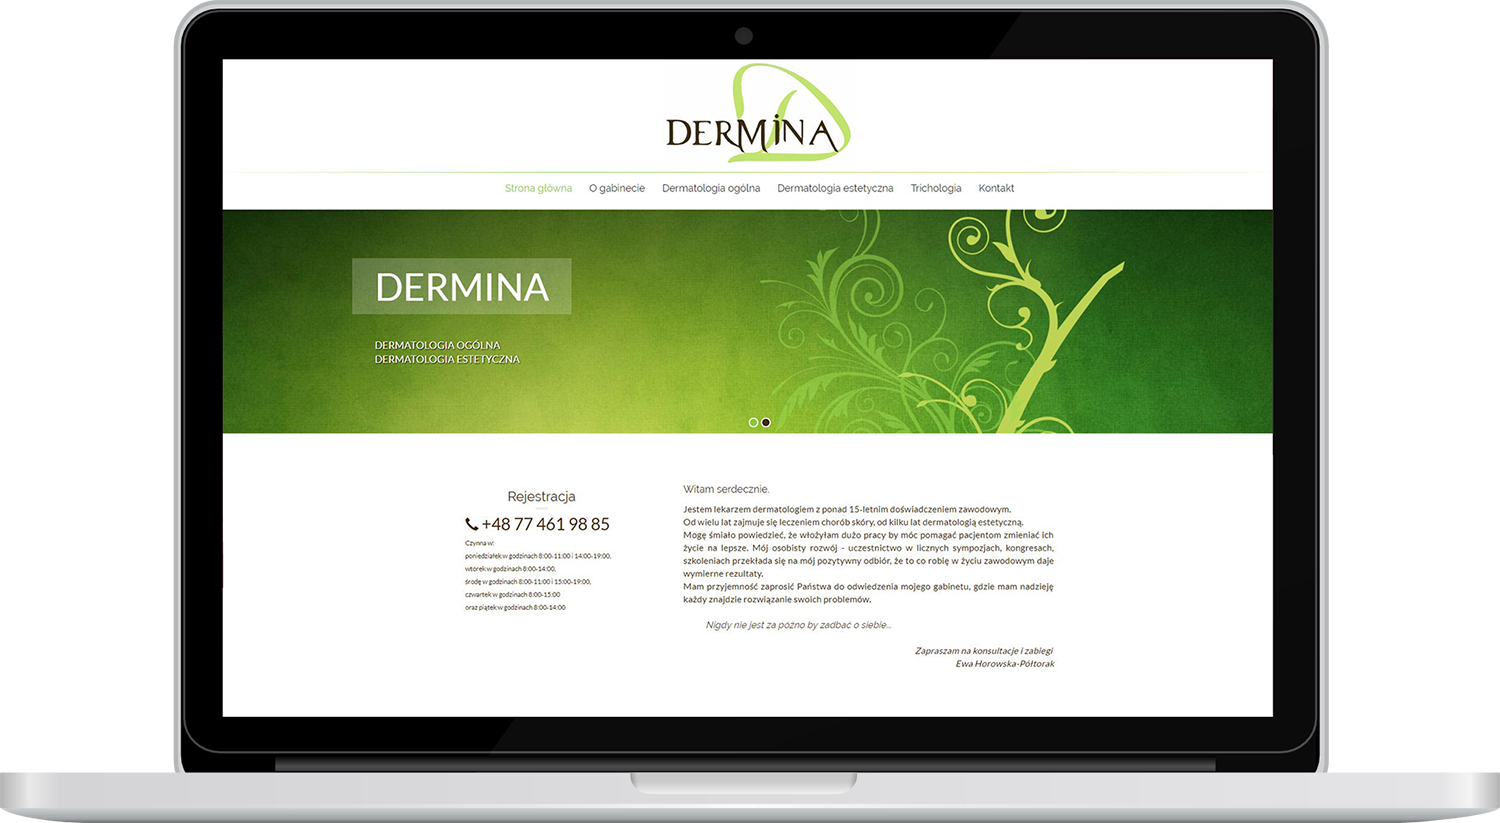 DERMINA
Strona główna O gabinecie Dermatologia ogólna Dermatologia estetyczna Trichologia Kontakt
DERMINA
DERMATOLOGIA OGÓLNA
DERMATOLOGIA ESTETYCZNA
Rejestracja
+48 77 461 98 85
Czynna w:
poniedziałek w godzinach 8:00-11:00 i 14:00-19:00,
wtorek w godzinach 8:00-14:00,
środę w godzinach 8:00-11:00 i 15:00-19:00,
czwartek w godzinach 8:00-15:00
oraz piątek w godzinach 8:00-14:00
Witam serdecznie.
Jestem lekarzem dermatologiem z ponad 15-letnim doświadczeniem zawodowym.
Od wielu lat zajmuje się leczeniem chorób skóry, od kilku lat dermatologią estetyczną.
Mogę śmiało powiedzieć, że włożyłam dużo pracy by móc pomagać pacjentom zmieniać ich
życie na lepsze. Mój osobisty rozwój - uczestnictwo w licznych sympozjach, kongresach,
szkoleniach przekłada się na mój pozytywny odbiór, że to co robię w życiu zawodowym daje
wymierne rezultaty.
Mam przyjemność zaprosić Państwa do odwiedzenia mojego gabinetu, gdzie mam nadzieję
każdy znajdzie rozwiązanie swoich problemów.
Nigdy nie jest za późno by zadbać o siebie...
Zapraszam na konsultacje i zabiegi
Ewa Horowska-Półtorak